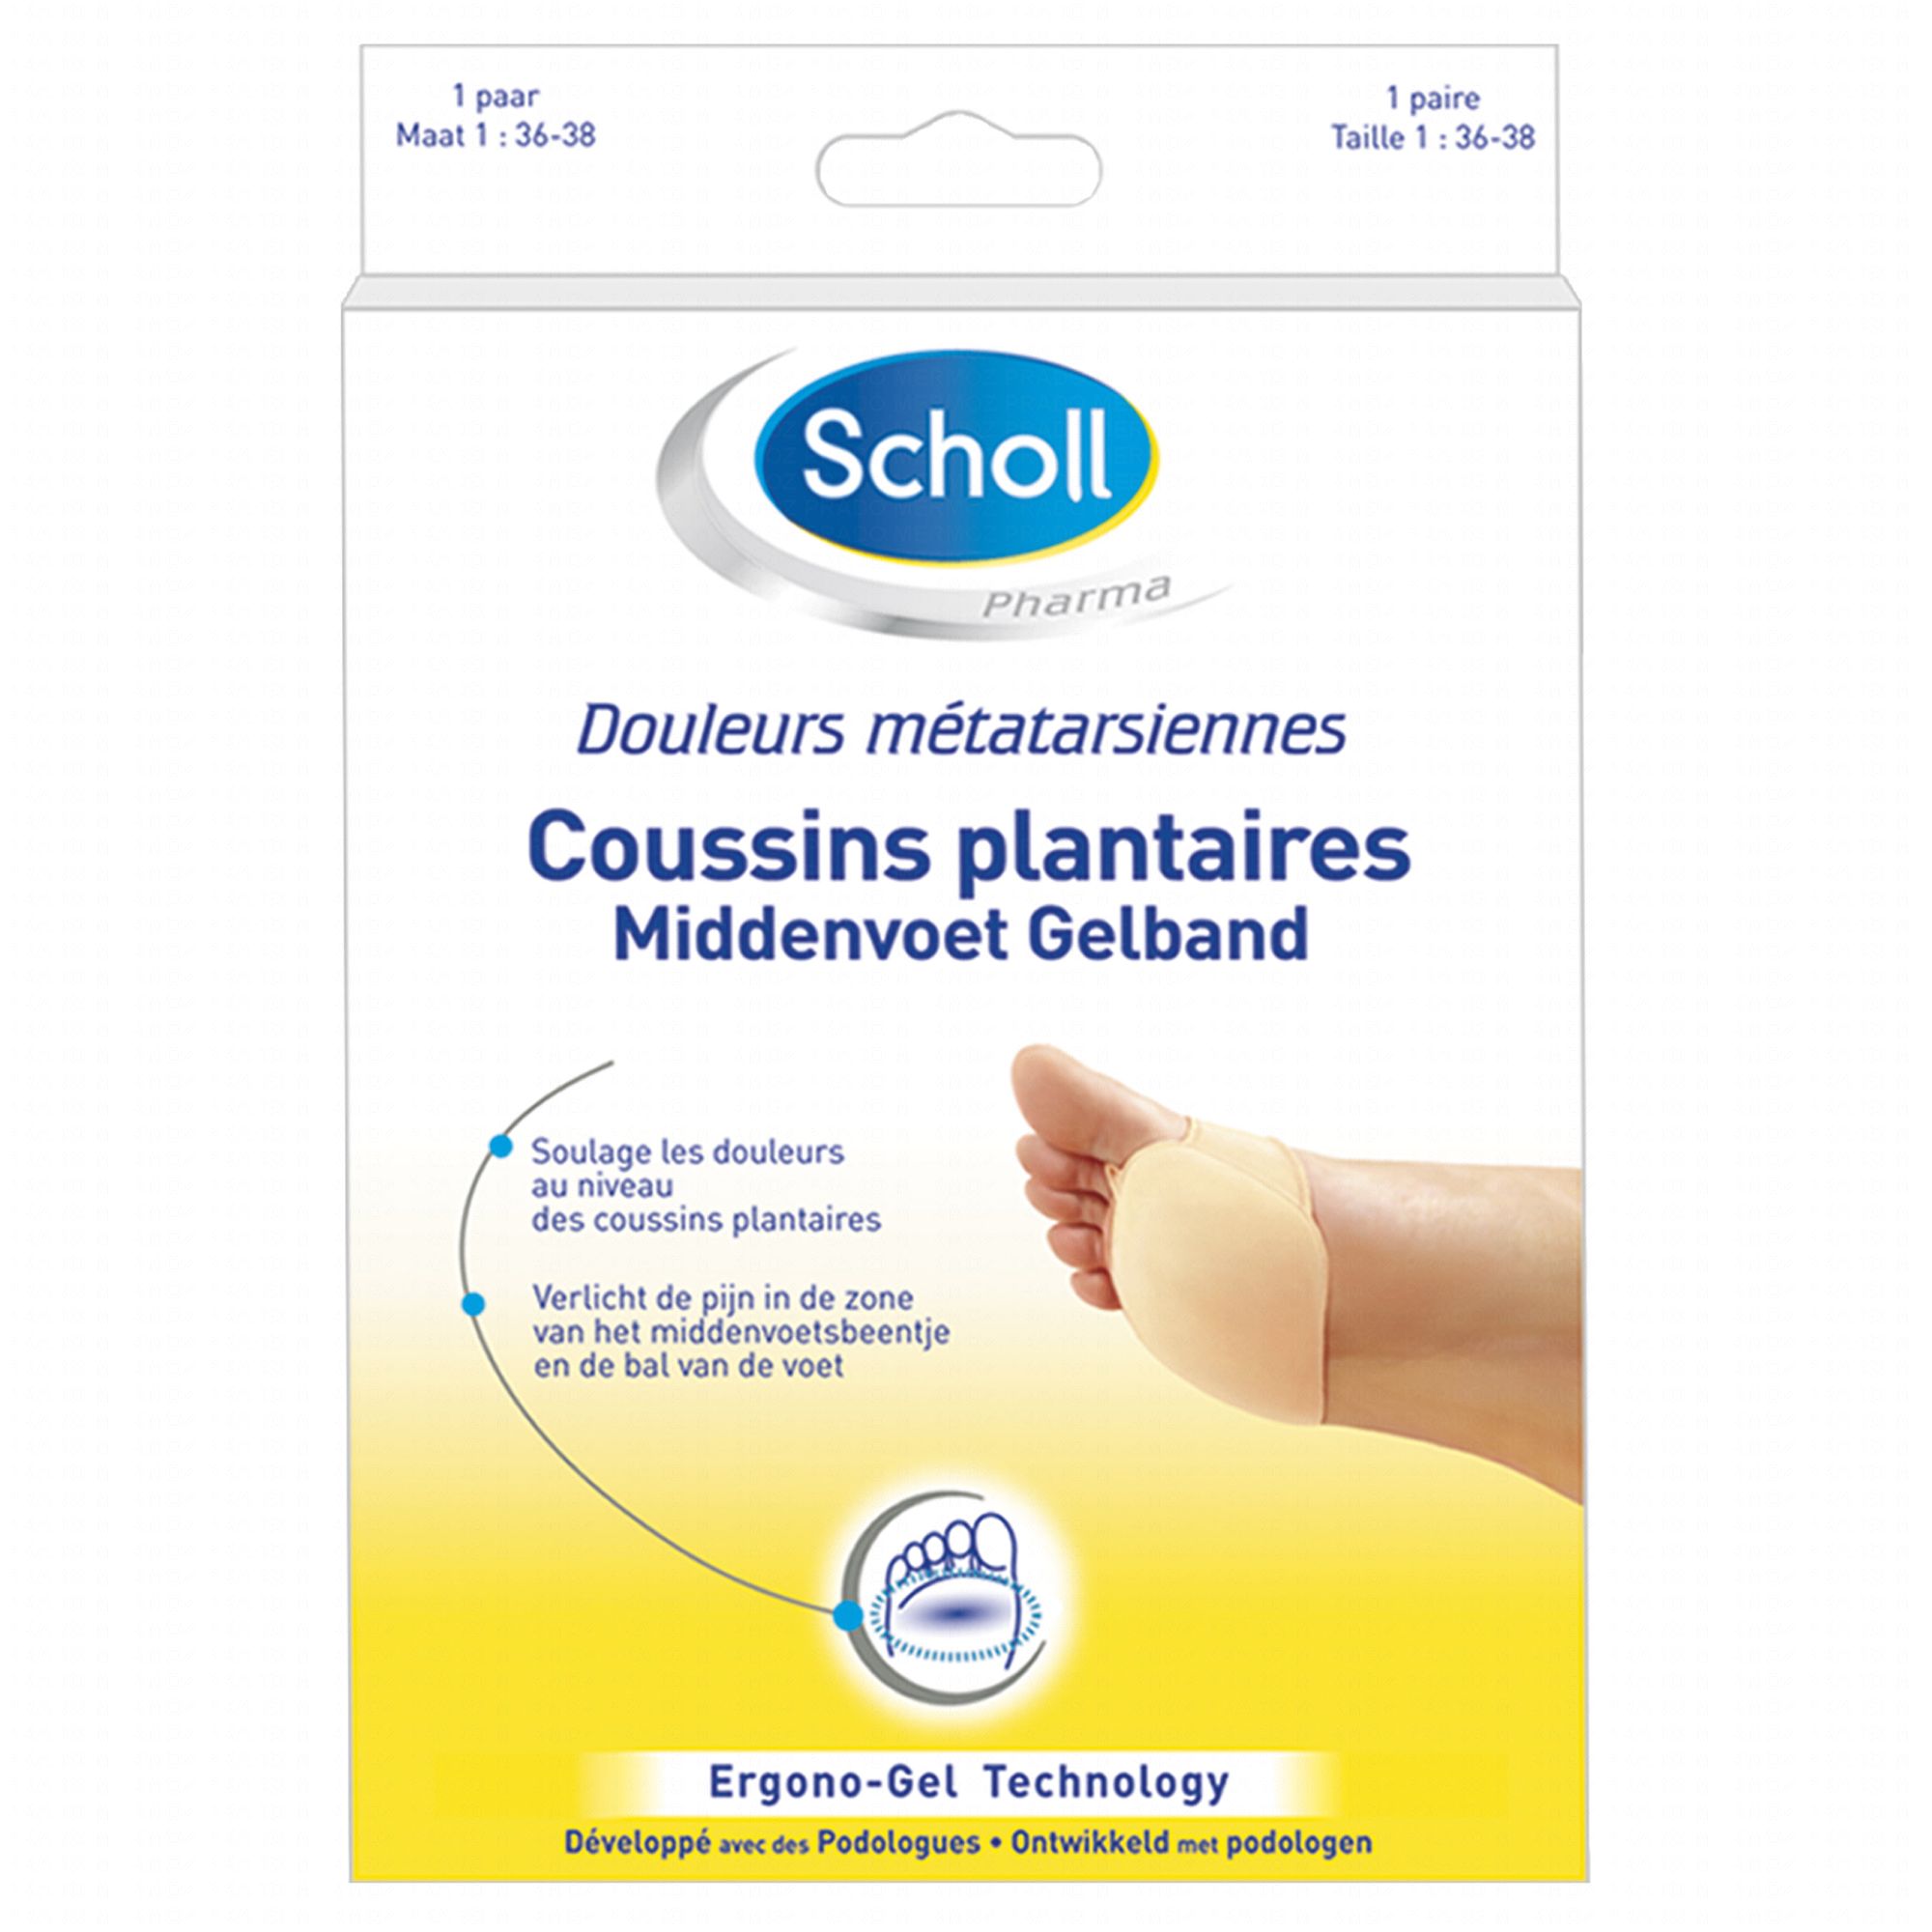 1 paar
Maat 1 : 36-38
1 paire
Taille 1 : 36-38
Scholl
Pharma
Douleurs métatarsiennes
Coussins plantaires
Middenvoet Gelband
Soulage les douleurs
au niveau
des coussins plantaires
Verlicht de pijn in de zone
van het middenvoetsbeentje
en de bal van de voet
Ergono-Gel Technology
Développé avec des Podologues • Ontwikkeld met podologen